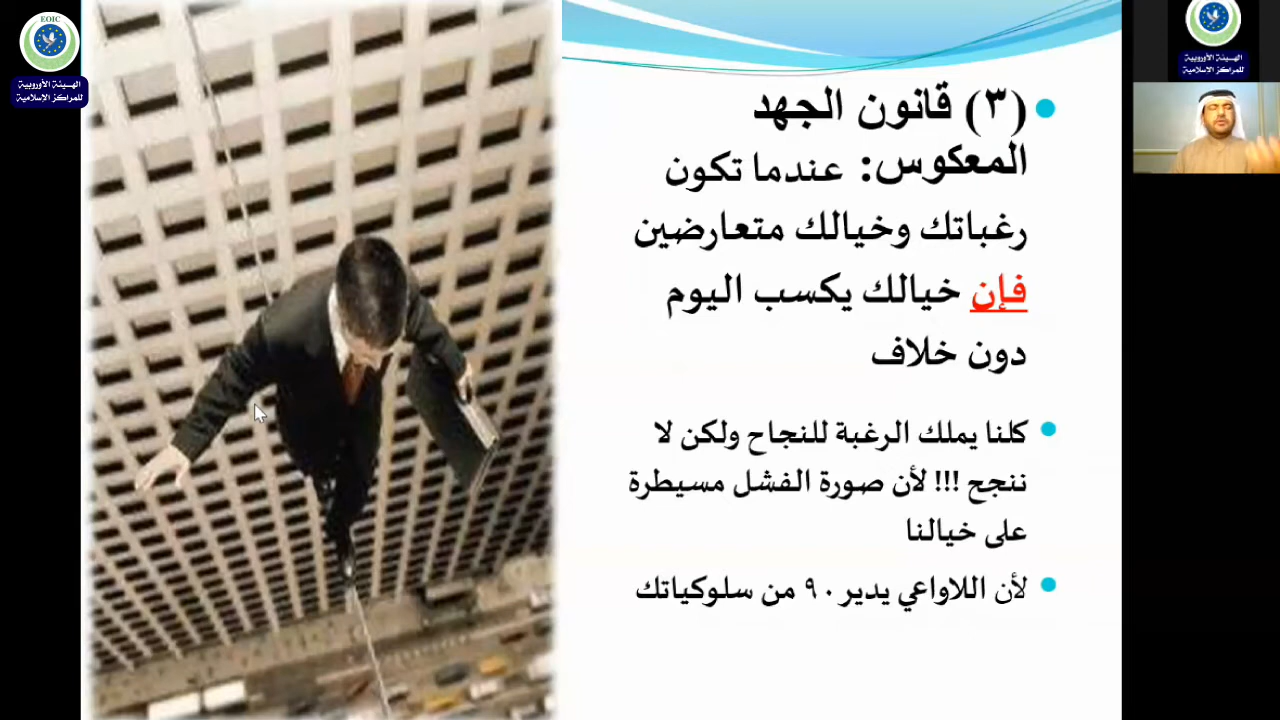 EOIC
الهيئة الأوروبية
للمراكز الإسلامية
(٣) قانون الجهد
المعكوس: عندما تكون
رغباتك وخيالك متعارضين
فإن خيالك يكسب اليوم
دون خلاف
كلنا يملك الرغبة للنجاح ولكن لا
ننجح !!! لأن صورة الفشل مسيطرة
على خيالنا
لأن اللاواعي يدير ٩٠ من سلوكياتك
الهيئة الأوروبية
للمراكز الإسلامية